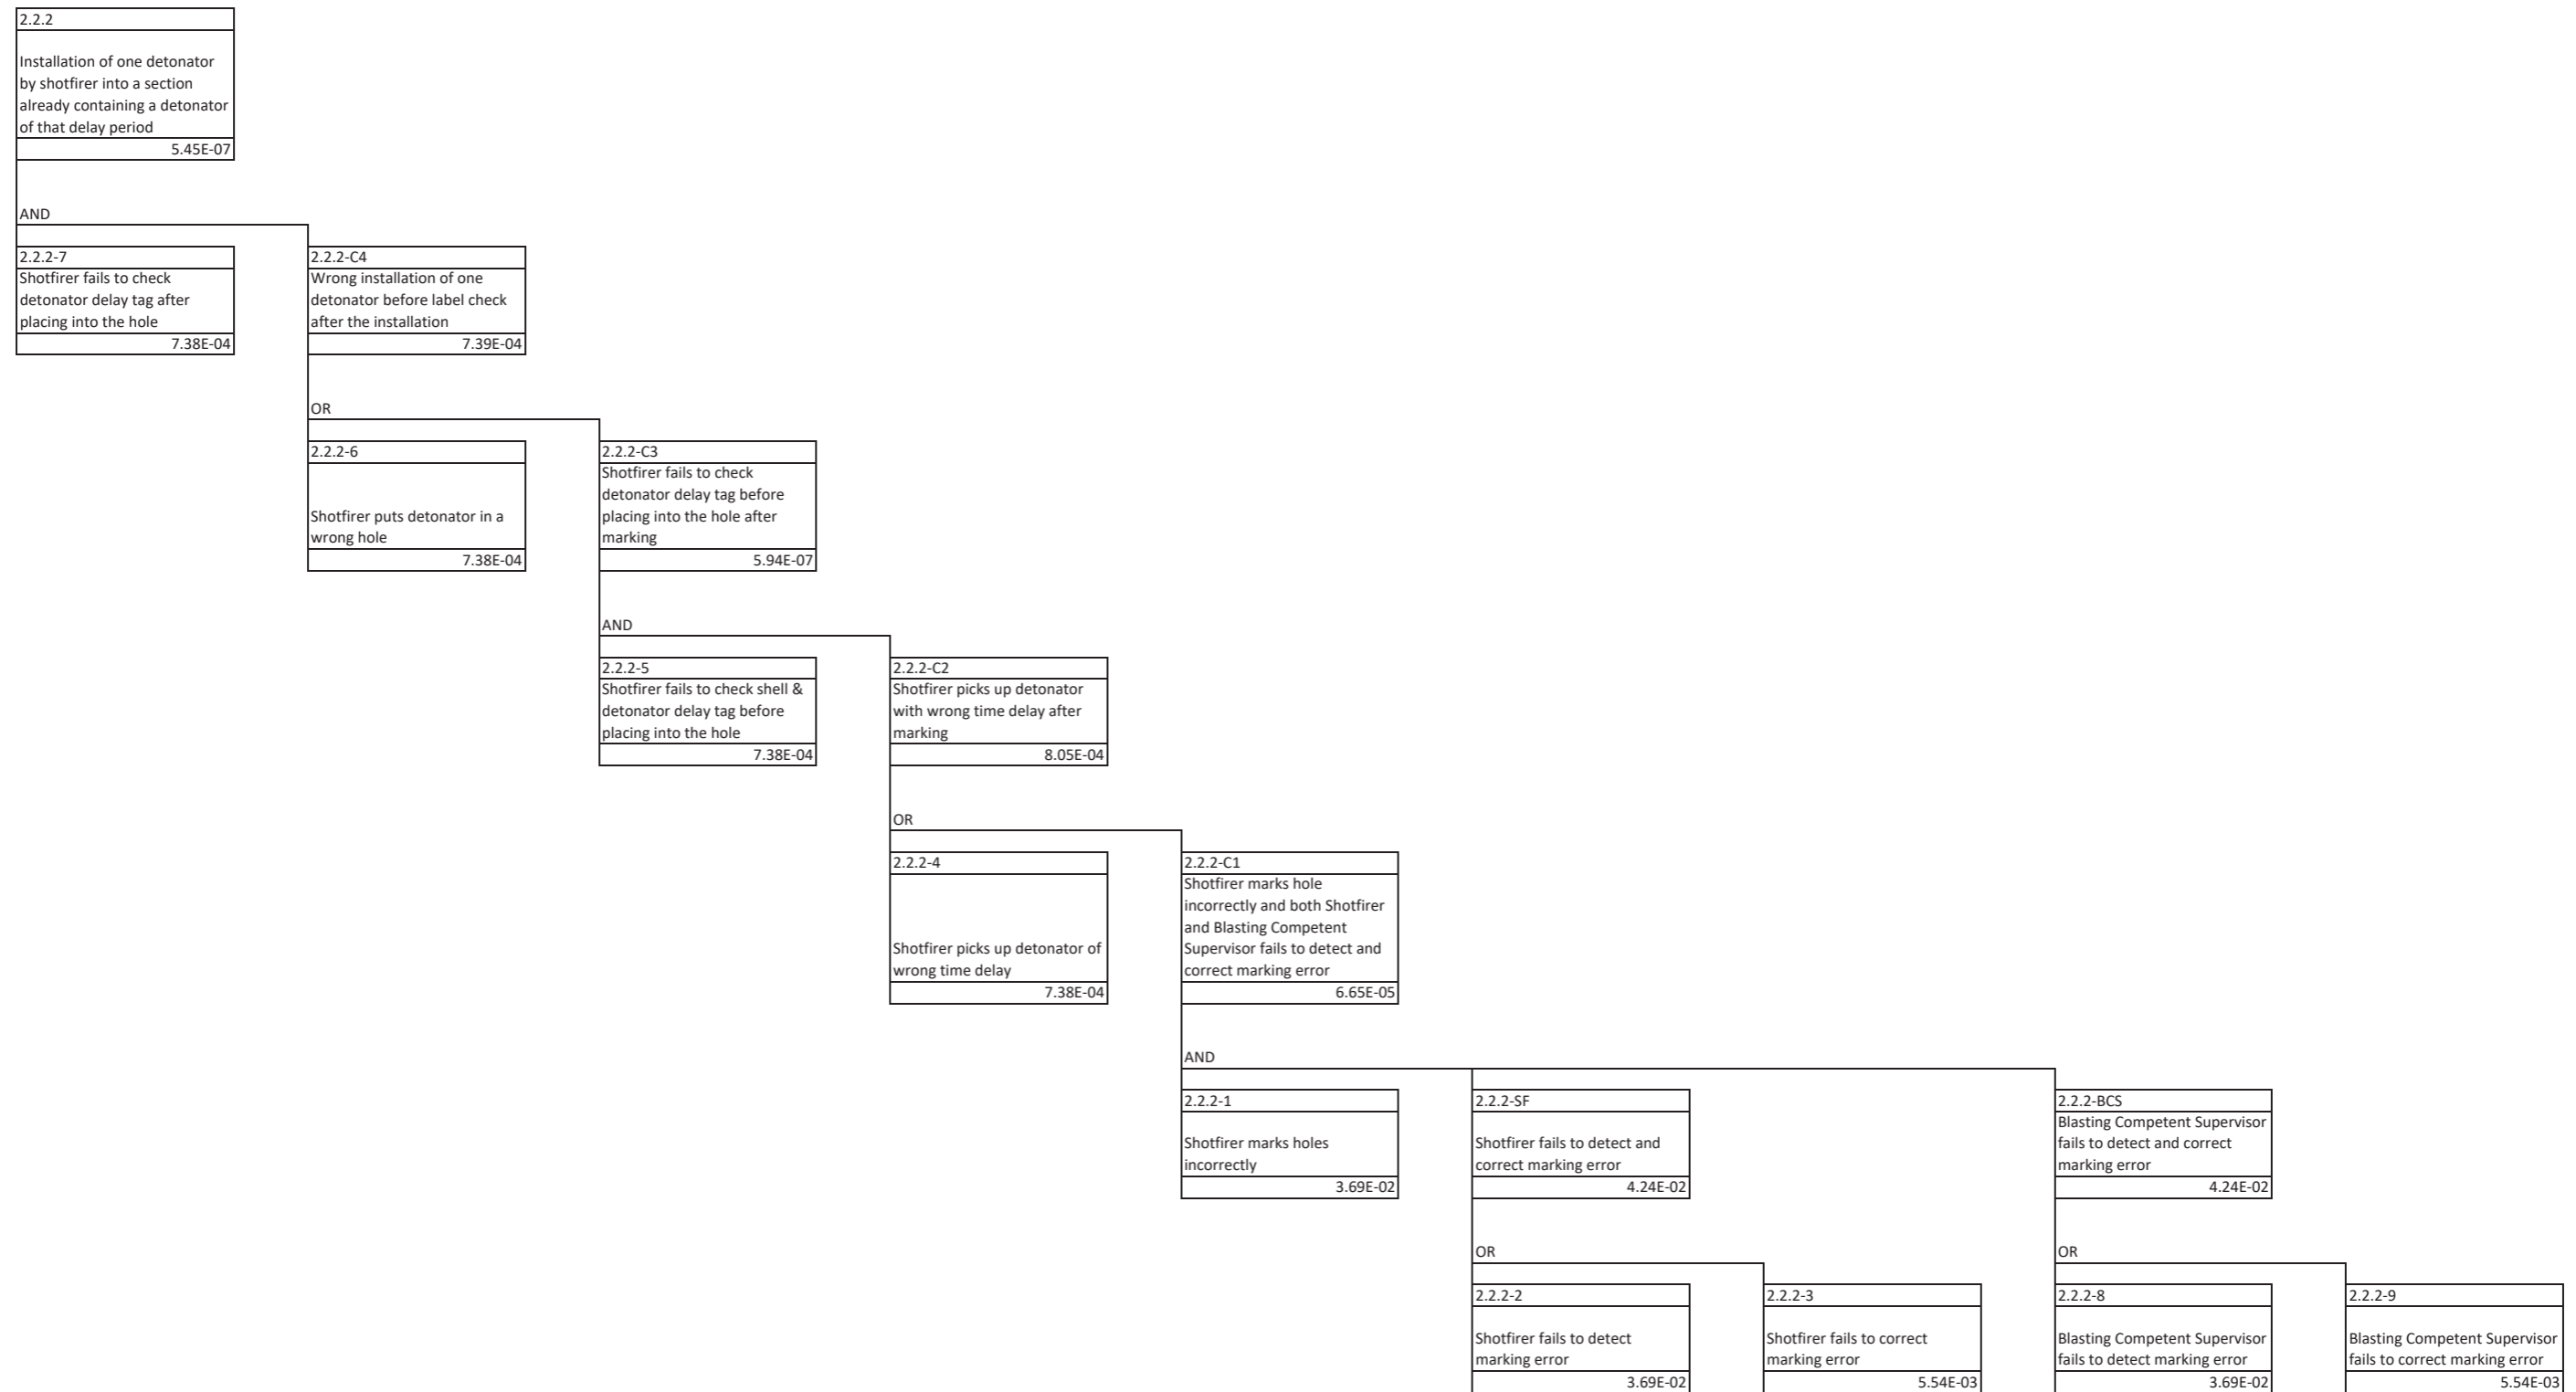 2.2.2
Installation of one detonator
by shotfirer into a section
already containing a detonator
of that delay period
5.45E-07
AND
2.2.2-7
Shotfirer fails to check
detonator delay tag after
placing into the hole
7.38E-04
2.2.2-C4
Wrong installation of one
detonator before label check
after the installation
7.39E-04
OR
2.2.2-6
Shotfirer puts detonator in a
wrong hole
7.38E-04
2.2.2-C3
Shotfirer fails to check
detonator delay tag before
placing into the hole after
marking
5.94E-07
AND
2.2.2-5
Shotfirer fails to check shell &
detonator delay tag before
placing into the hole
7.38E-04
2.2.2-C2
Shotfirer picks up detonator
with wrong time delay after
marking
8.05E-04
OR
2.2.2-4
Shotfirer picks up detonator of
wrong time delay
7.38E-04
2.2.2-C1
Shotfirer marks hole
incorrectly and both Shotfirer
and Blasting Competent
Supervisor fails to detect and
correct marking error
6.65E-05
AND
2.2.2-1
Shotfirer marks holes
incorrectly
3.69E-02
2.2.2-SF
Shotfirer fails to detect and
correct marking error
4.24E-02
2.2.2-BCS
Blasting Competent Supervisor
fails to detect and correct
marking error
4.24E-02
OR
2.2.2-2
Shotfirer fails to detect
marking error
3.69E-02
2.2.2-3
Shotfirer fails to correct
marking error
5.54E-03
OR
2.2.2-8
Blasting Competent Supervisor
fails to detect marking error
3.69E-02
2.2.2-9
Blasting Competent Supervisor
fails to correct marking error
5.54E-03